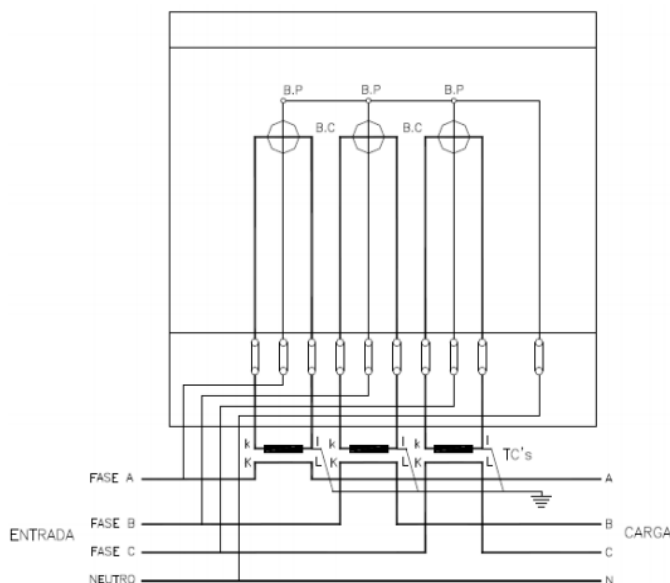 B.P B.P B.P
B.C B.C
k l k l k l TC's
K L K L K L
FASE A A
FASE B B
ENTRADA CARGA
FASE C C
NEUTRO N